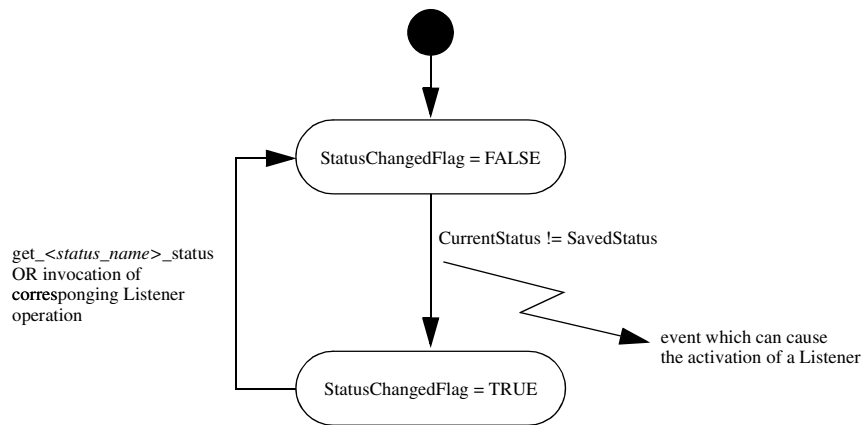 StatusChangedFlag = FALSE
CurrentStatus != SavedStatus
get_<status_name>_status
OR invocation of
corresponging Listener
operation
event which can cause
the activation of a Listener
StatusChangedFlag = TRUE